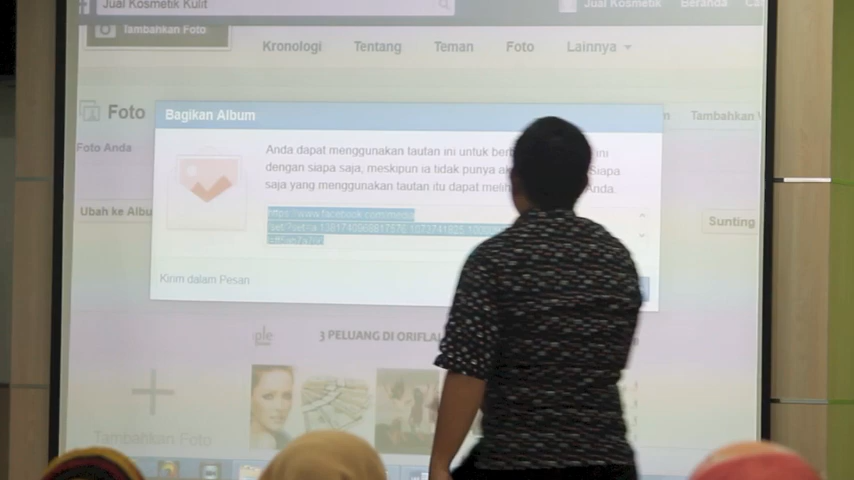 Jual Kosmetik Kulit
Jual Kosmetik
Beranda
Tambahkan Foto
Kronologi
Tentang
Teman
Foto
Lainnya
Foto
Tambahkan
Foto Anda
Bagikan Album
Anda dapat menggunakan tautan ini untuk ini
dengan siapa saja, meskipun ia tidak punya Siapa
saja yang menggunakan tautan itu dapat Anda.
https://www.facebook.com/media
Ubah ke
Sunting
Kirim dalam Pesan
3 PELUANG DI
Tambahkan Foto